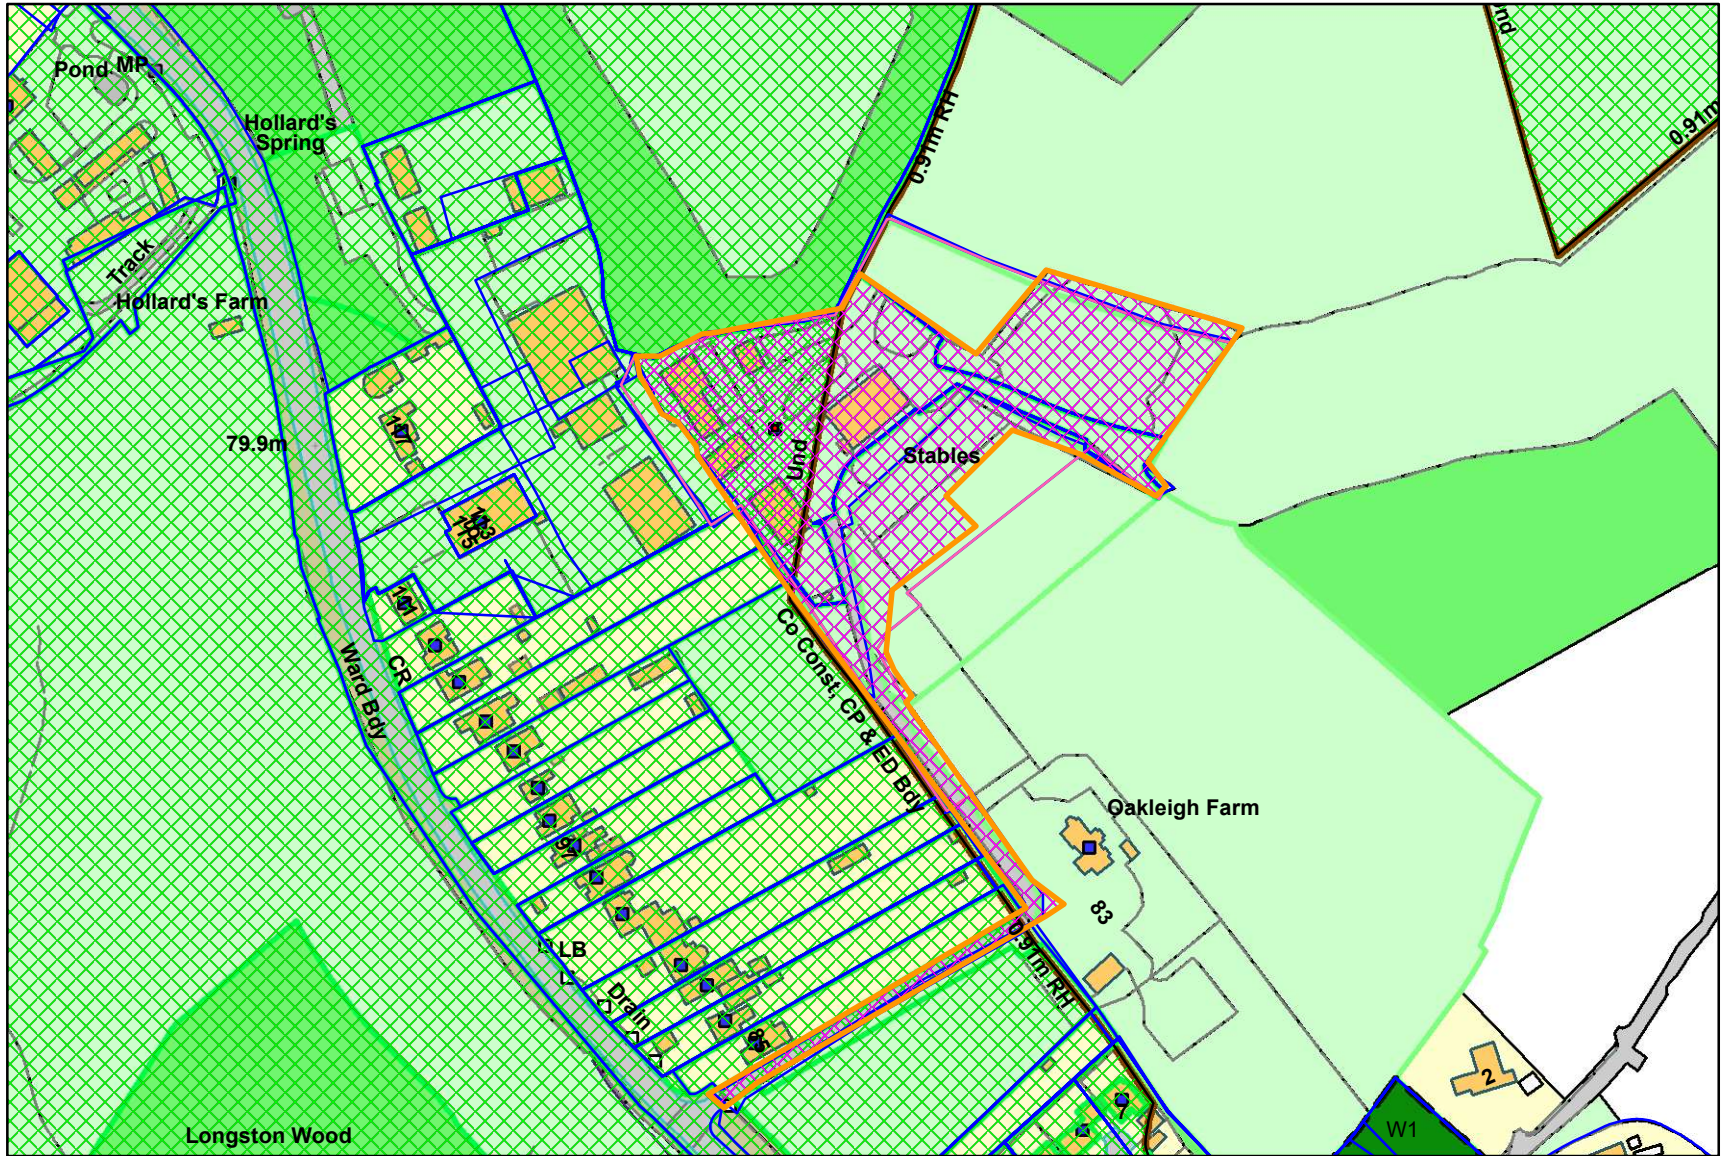 Pond
MP
Hollard's
Spring
0.91m RH
Und
0.91m
Track
Hollard's Farm
79.9m
Und
Stables
Ward Bdy
CR
Co Const, CP & ED Bdy
97
Oakleigh Farm
83
LB
Drain
0.91m RH
85
7
2
W1
Longston Wood